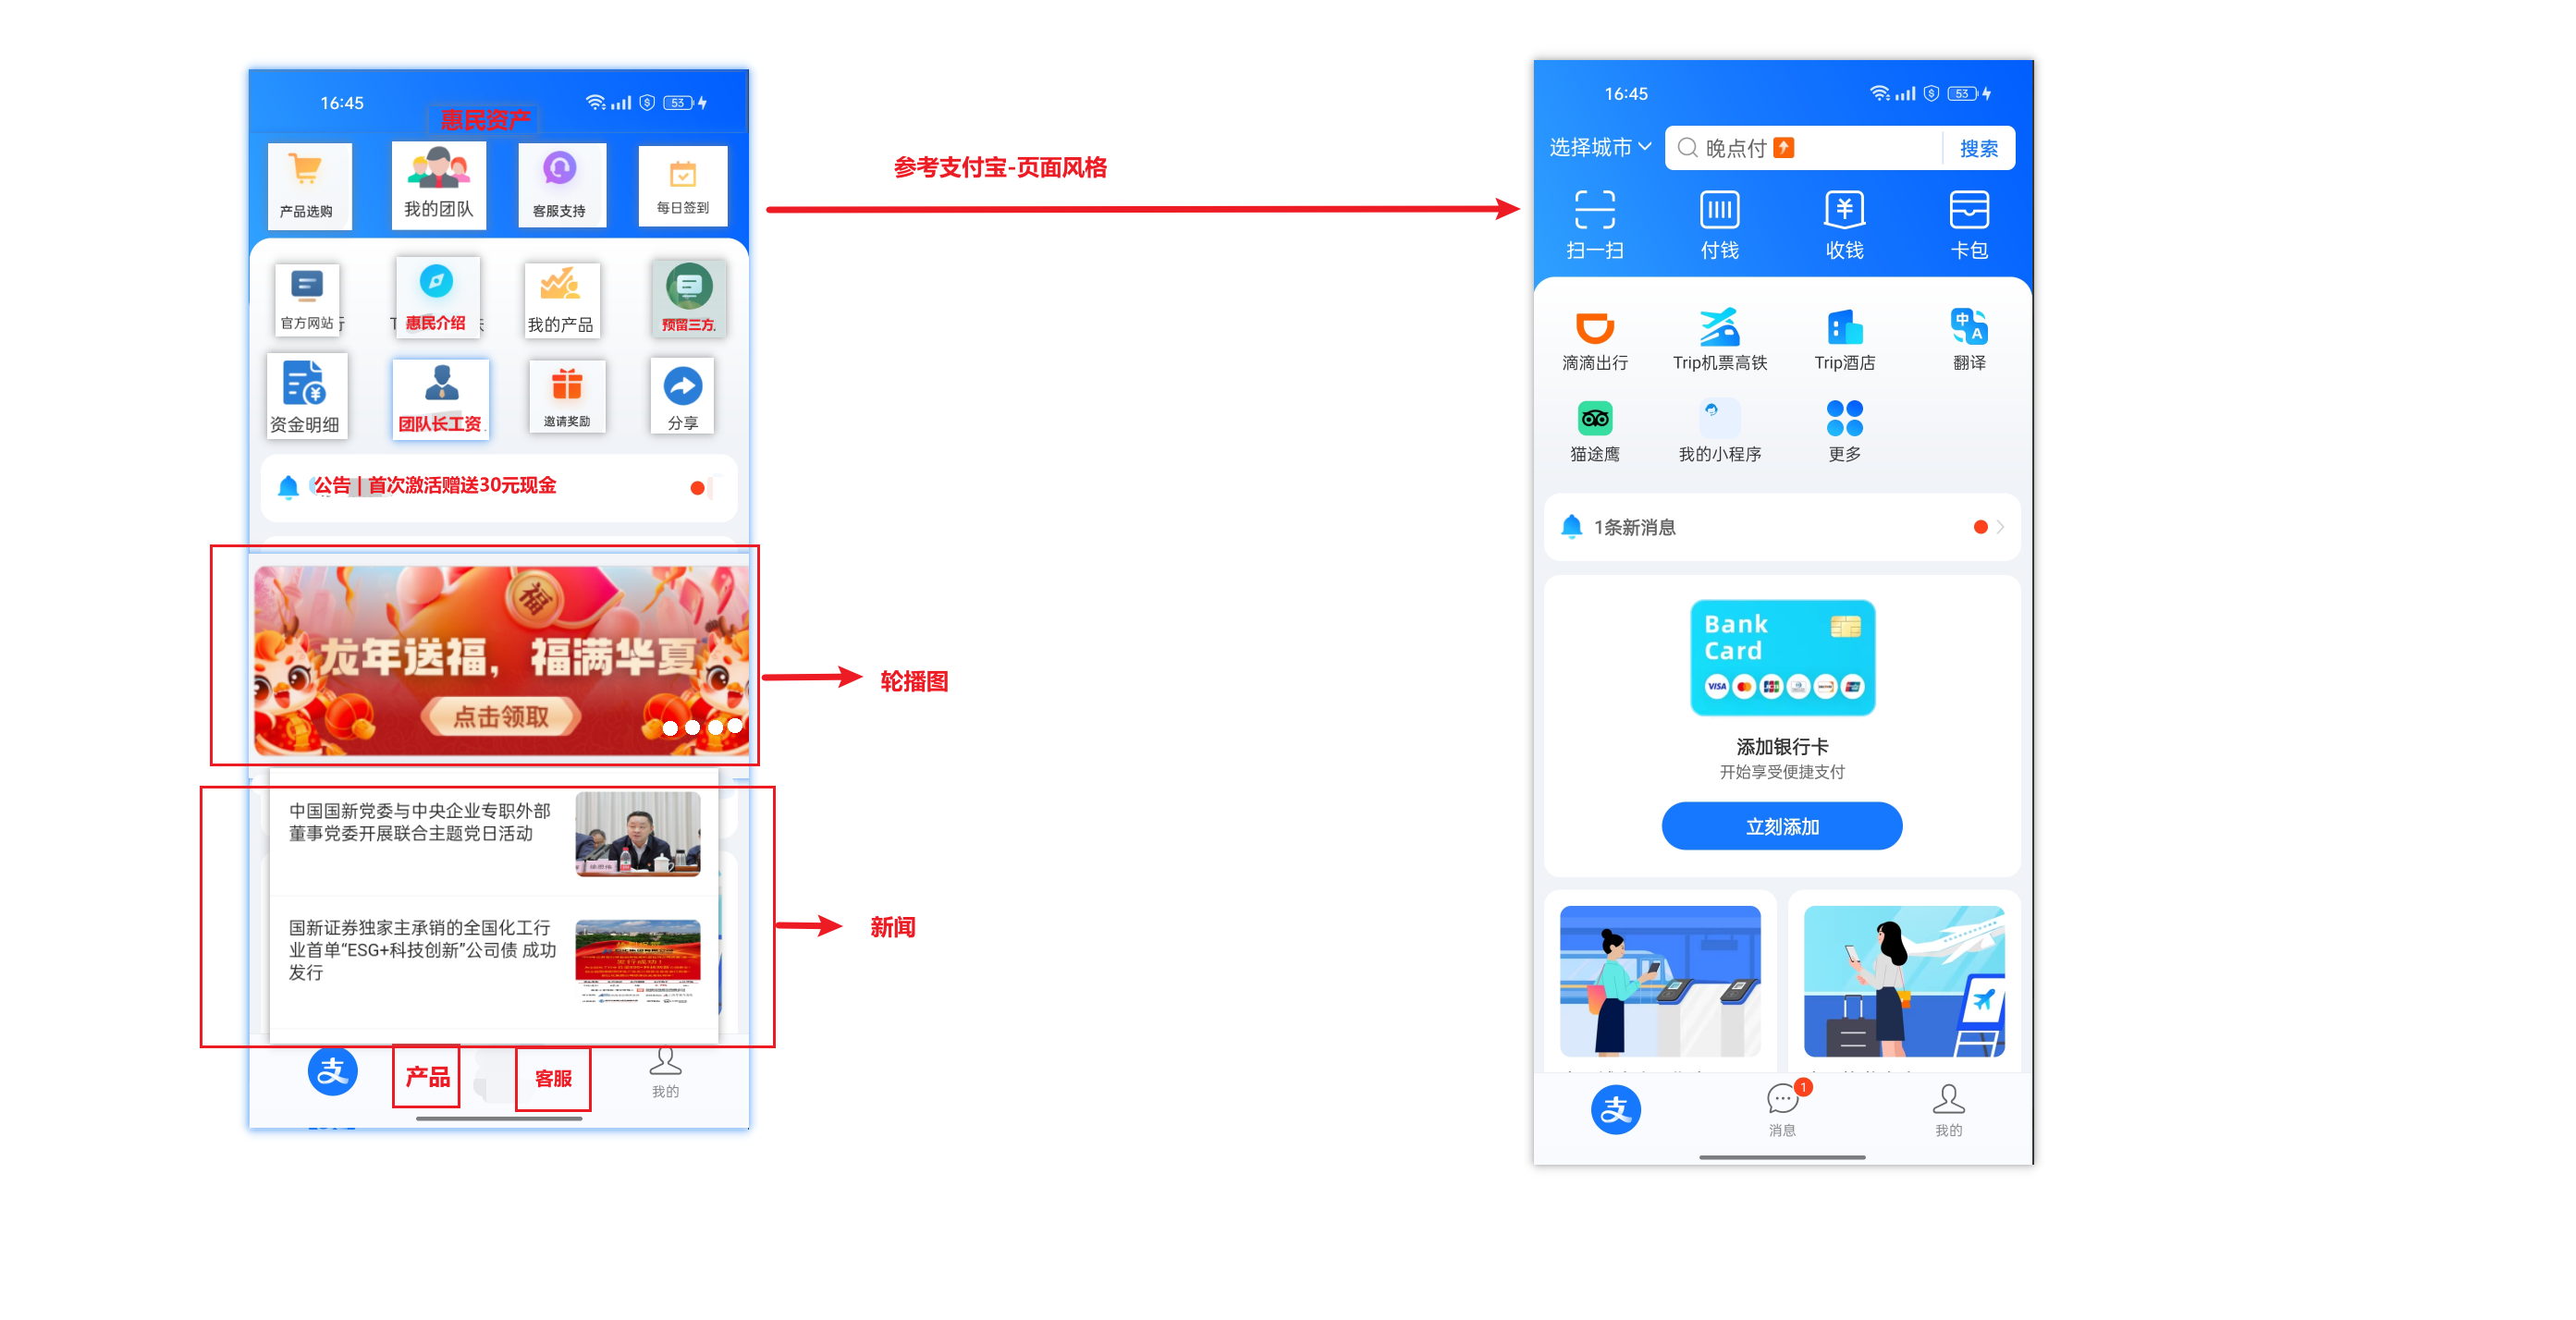 16:45
53
惠民资产
产品选购
我的团队
客服支持
每日签到
官方网站
惠民介绍
我的产品
预留三方
资金明细
团队长工资
邀请奖励
分享
公告 | 首次激活赠送30元现金
福
龙年送福，福满华夏
点击领取
中国国新党委与中央企业专职外部
董事党委开展联合主题党日活动
国新证券独家主承销的全国化工行
业首单“ESG+科技创新”公司债 成功
发行
支
产品
客服
我的
参考支付宝-页面风格
轮播图
新闻
16:45
53
选择城市
晚点付
搜索
扫一扫
付钱
收钱
卡包
滴滴出行
Trip机票高铁
Trip酒店
中
A
翻译
猫途鹰
我的小程序
更多
1条新消息
Bank
Card
VISA
添加银行卡
开始享受便捷支付
立刻添加
支
1
消息
我的